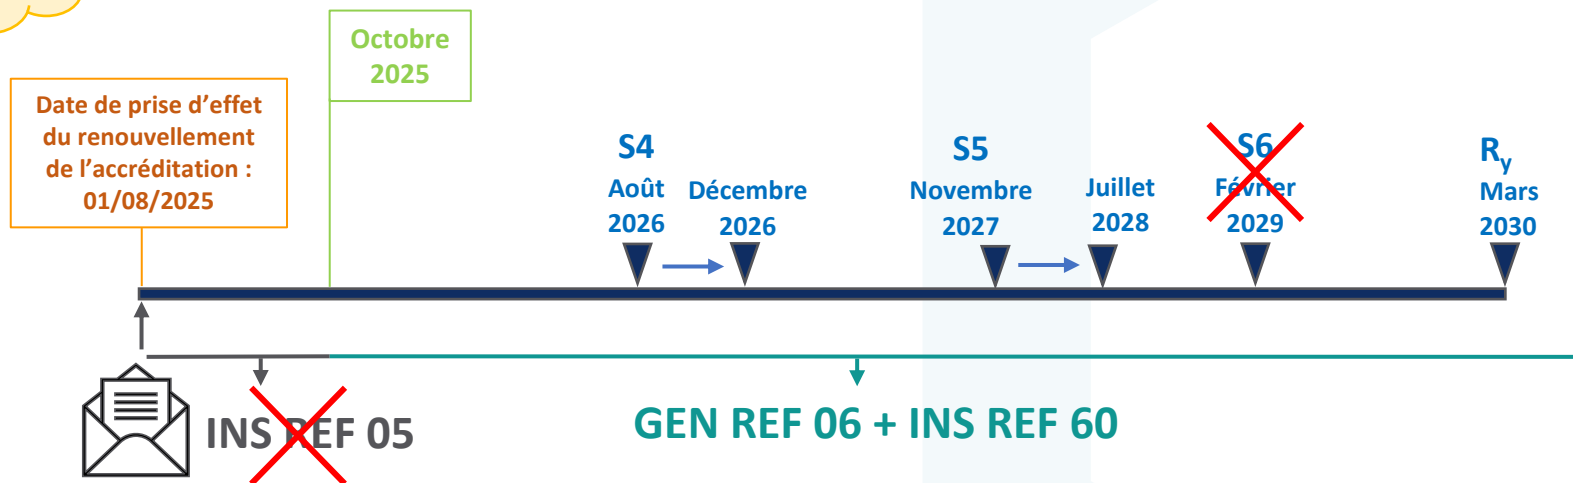 Octobre
2025
Date de prise d’effet
du renouvellement
de l’accréditation :
01/08/2025
S4
Août
2026
Décembre
2026
S5
Novembre
2027
Juillet
2028
S6
Février
2029
Ry
Mars
2030
INS REF 05
GEN REF 06 + INS REF 60